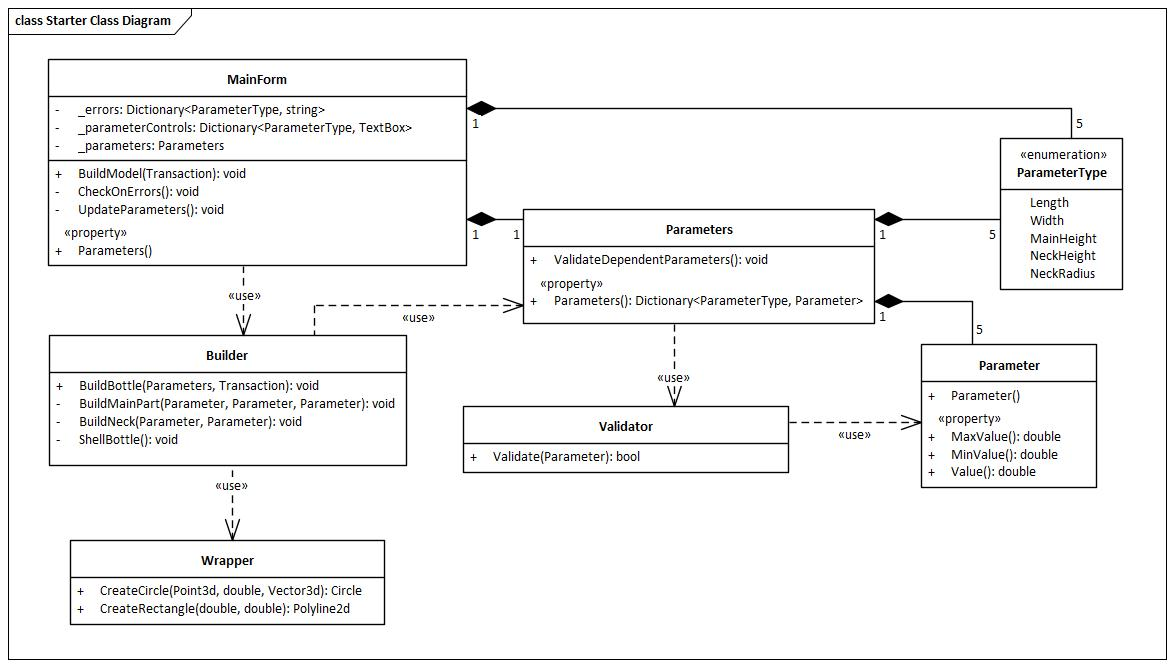 class Starter Class Diagram
MainForm
- _errors: Dictionary<ParameterType, string>
- _parameterControls: Dictionary<ParameterType, TextBox>
- _parameters: Parameters
+ BuildModel(Transaction): void
- CheckOnErrors(): void
- UpdateParameters(): void
«property»
+ Parameters()
1
5
1
1
«enumeration»
ParameterType
Length
Width
MainHeight
NeckHeight
NeckRadius
Parameters
+ ValidateDependentParameters(): void
«property»
+ Parameters(): Dictionary<ParameterType, Parameter>
1
5
1
5
«use»
«use»
«use»
Builder
+ BuildBottle(Parameters, Transaction): void
- BuildMainPart(Parameter, Parameter, Parameter): void
- BuildNeck(Parameter, Parameter): void
- ShellBottle(): void
Validator
+ Validate(Parameter): bool
«use»
Parameter
+ Parameter()
«property»
+ MaxValue(): double
+ MinValue(): double
+ Value(): double
«use»
Wrapper
+ CreateCircle(Point3d, double, Vector3d): Circle
+ CreateRectangle(double, double): Polyline2d